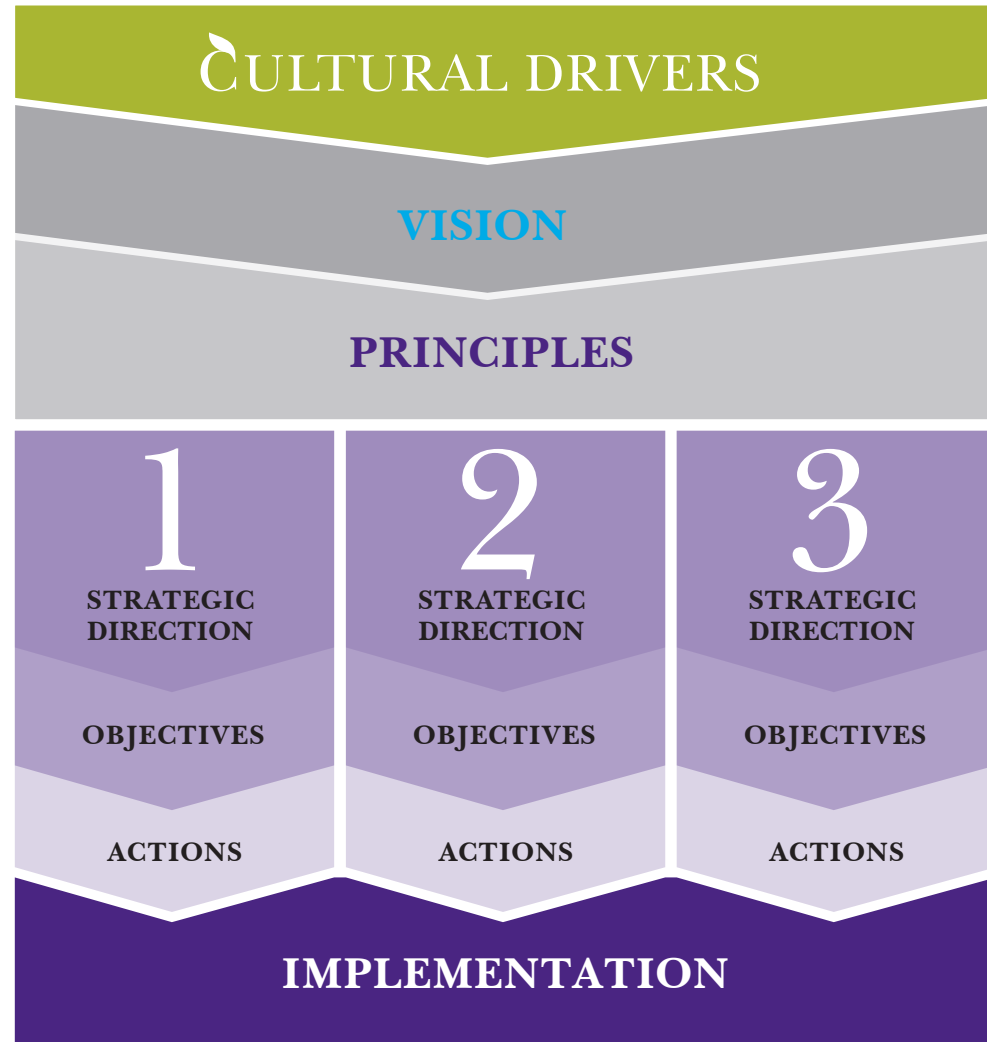 CULTURAL DRIVERS
VISION
PRINCIPLES
1
STRATEGIC
DIRECTION
OBJECTIVES
ACTIONS
2
STRATEGIC
DIRECTION
OBJECTIVES
ACTIONS
3
STRATEGIC
DIRECTION
OBJECTIVES
ACTIONS
IMPLEMENTATION